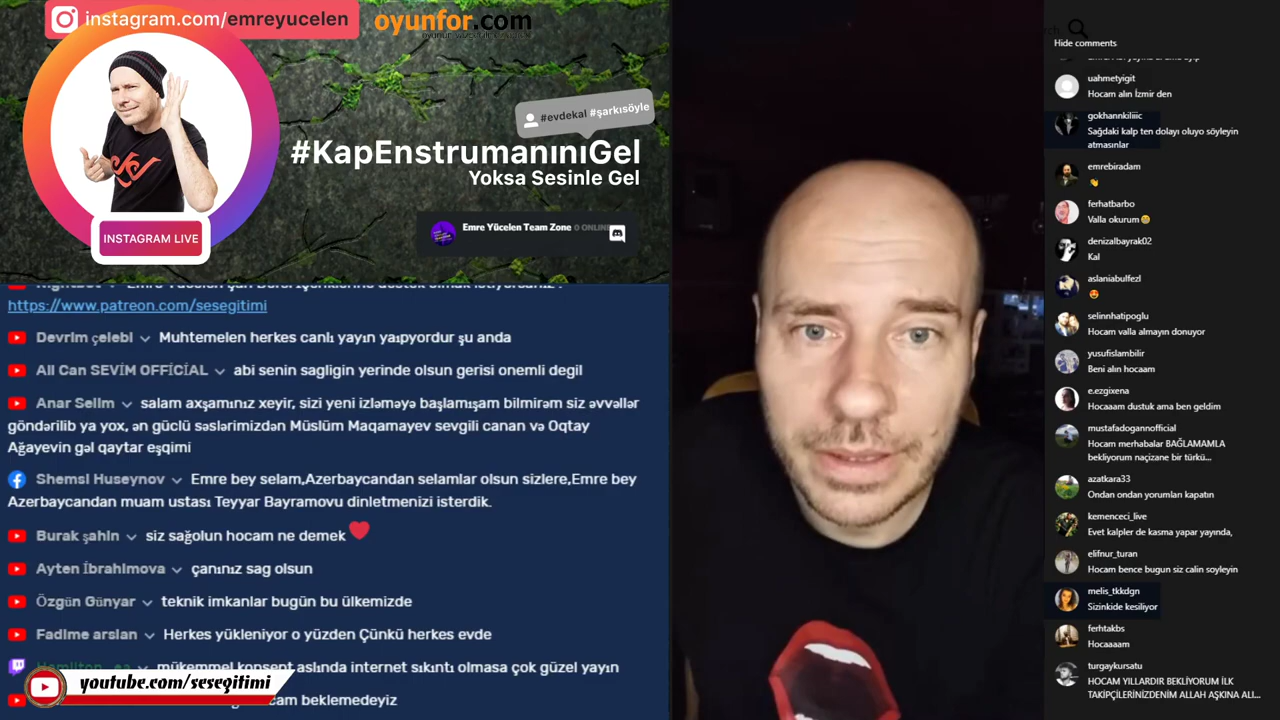 instagram.com/emreyucelen
oyunfor.com
#evdekal #şarkısöyle
#KapEnstrumanınıGel
Yoksa Sesinle Gel
Emre Yücelen Team Zone 0 ONLINE
INSTAGRAM LIVE
https://www.patreon.com/sesegitimi
Devrim çelebi Muhtemelen herkes canlı yayın yaıpyordur şu anda
Ali Can SEVİM OFFİCİAL abi senin sagligin yerinde olsun gerisi onemli degil
Anar Selim salam axşamınız xeyir, sizi yeni izləməyə başlamışam bilmirəm siz əvvəllər
göndərilib ya yox, ən güclü səslərimizdən Müslüm Maqamayev sevgili canan və Oqtay
Ağayevin gəl qaytar eşqimi
Shemsi Huseynov Emre bey selam,Azerbaycandan selamlar olsun sizlere,Emre bey
Azerbaycandan muam ustası Teyyar Bayramovu dinletmenizi isterdik.
Burak şahin siz sağolun hocam ne demek
Ayten İbrahimova çanınız sag olsun
Özgün Günyar teknik imkanlar bugün bu ülkemizde
Fadime arslan Herkes yükleniyor o yüzden Çünkü herkes evde
mükemmel konsept,aslında internet sıkıntı olmasa çok güzel yayın
cam beklemedeyiz
youtube.com/sesegitimi
Hide comments
uahmetyigit
Hocam alın İzmir den
gokhannkiliiic
Sağdaki kalp ten dolayı oluyo söyleyin
atmasınlar
emrebiradam
ferhatbarbo
Valla okurum
denizalbayrak02
Kal
aslaniabulfezl
selinnhatipoglu
Hocam valla almayın donuyor
yusufislambilir
Beni alın hocaam
e.ezgixena
Hocaaam dustuk ama ben geldim
mustafadogannofficial
Hocam merhabalar BAĞLAMAMLA
bekliyorum naçizane bir türkü...
azatkara33
Ondan ondan yorumları kapatın
kemenceci_live
Evet kalpler de kasma yapar yayında,
elifnur_turan
Hocam bence bugun siz calin soyleyin
melis_tkkdgn
Sizinkide kesiliyor
ferhtakbs
Hocaaaam
turgaykursatu
HOCAM YILLARDIR BEKLİYORUM İLK
TAKİPÇİLERİNİZDENİM ALLAH AŞKINA ALI...